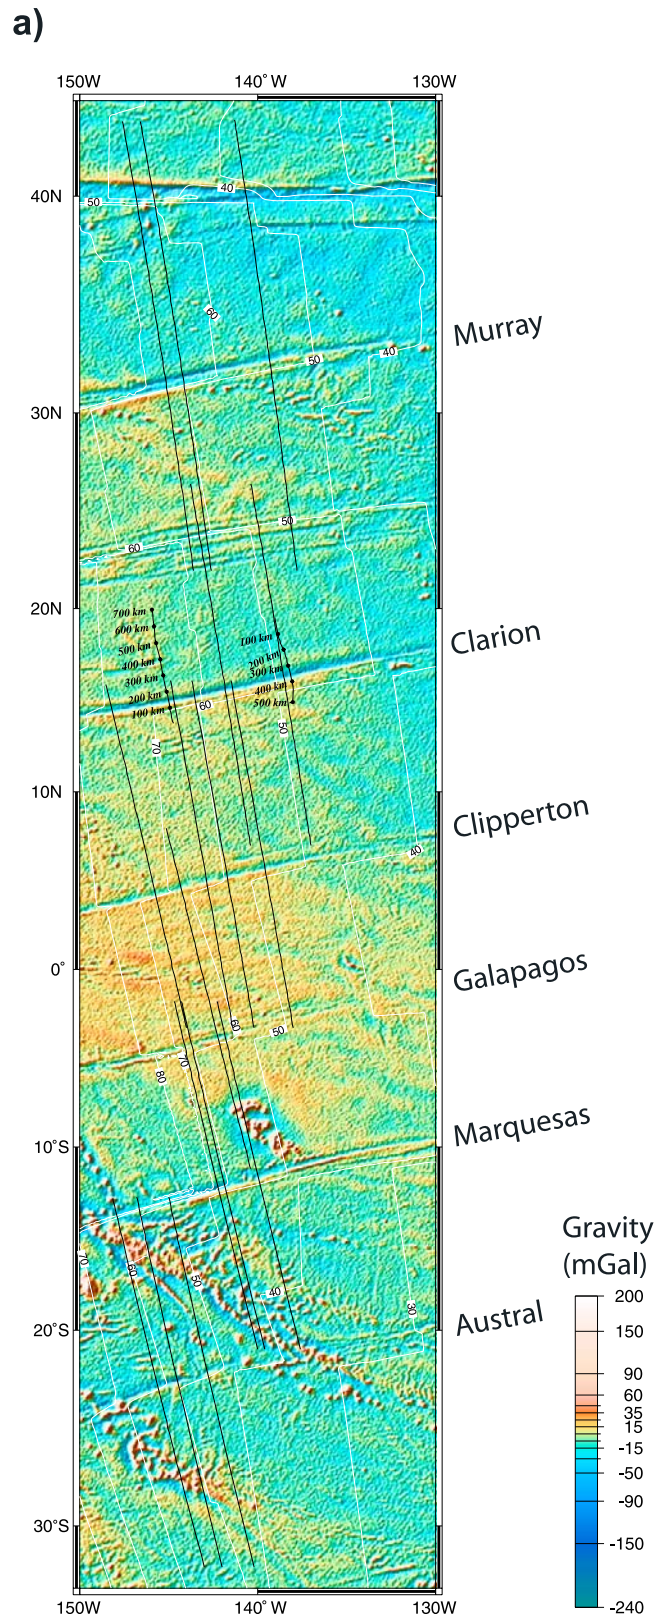 a)
150W
140°W
130W
40
40N
50
60
Murray
50
40
30N
50
60
20N
700 km
600 km
500 km
400 km
300 km
200 km
100 km
100 km
200 km
300 km
400 km
500 km
Clarion
60
50
70
10N
Clipperton
40
0°
Galapagos
60
50
70
80
Marquesas
10°S
Gravity
(mGal)
70
60
50
40
30
Austral
20°S
200
150
90
60
35
15
-15
-50
-90
-150
-240
30°S
150W
140°W
130W